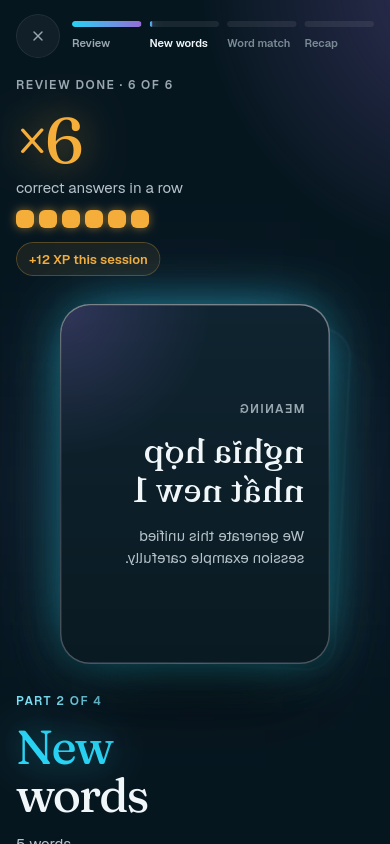 Review New words Word match Recap
REVIEW DONE · 6 OF 6
×6
correct answers in a row
+12 XP this session
MEANING
nghĩa hợp
nhất new 1
We generate this unified
session example carefully.
PART 2 OF 4
New
words
5 words